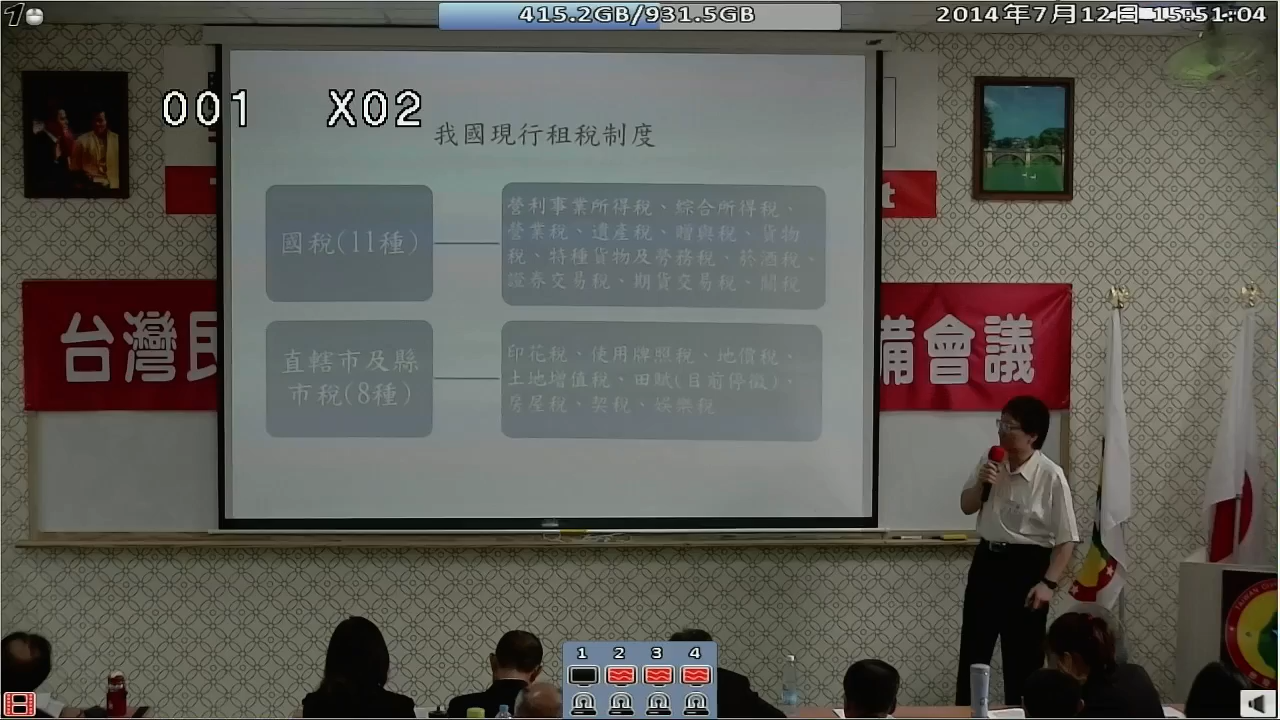 415.2GB/931.5GB
2014年7月12日 15:51:04
001 X02
我國現行租稅制度
國稅(11種)
營利事業所得稅、綜合所得稅、
營業稅、遺產稅、贈與稅、貨物
稅、特種貨物及勞務稅、菸酒稅、
證券交易稅、期貨交易稅、關稅
直轄市及縣
市稅(8種)
印花稅、使用牌照稅、地價稅、
土地增值稅、田賦(目前停徵)、
房屋稅、契稅、娛樂稅
t
台灣民
備會議
1 2 3 4